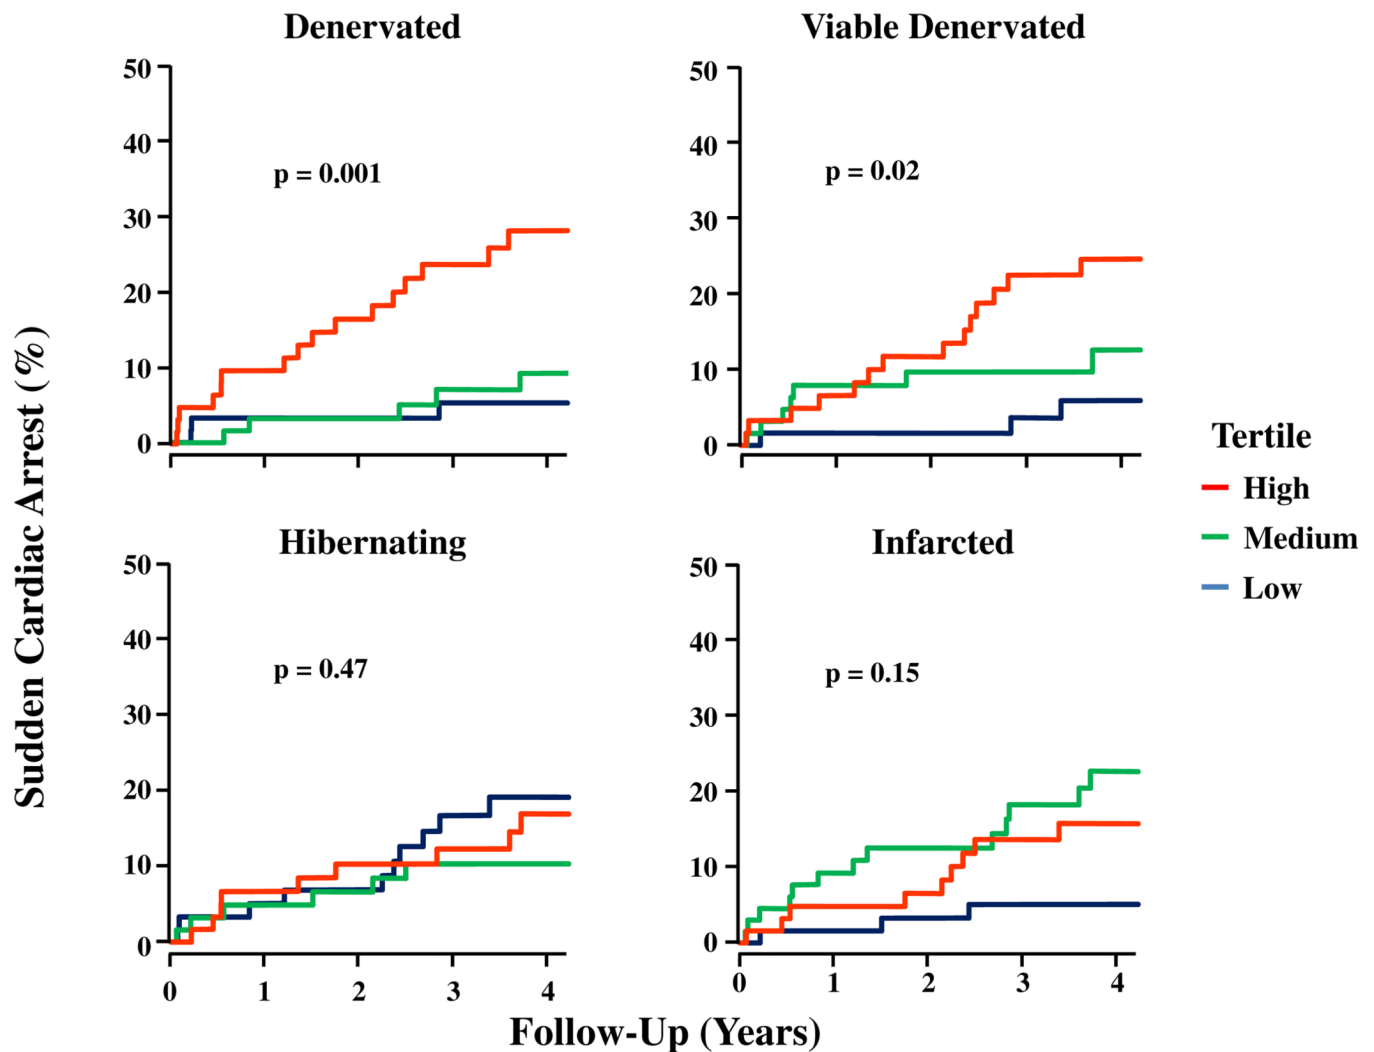 Denervated
Viable Denervated
50
40
30
20
10
0
p = 0.001
50
40
30
20
10
0
p = 0.02
Sudden Cardiac Arrest (%)
Tertile
High
Medium
Low
Hibernating
Infarcted
50
40
30
20
10
0
p = 0.47
0 1 2 3 4
50
40
30
20
10
0
p = 0.15
0 1 2 3 4
Follow-Up (Years)